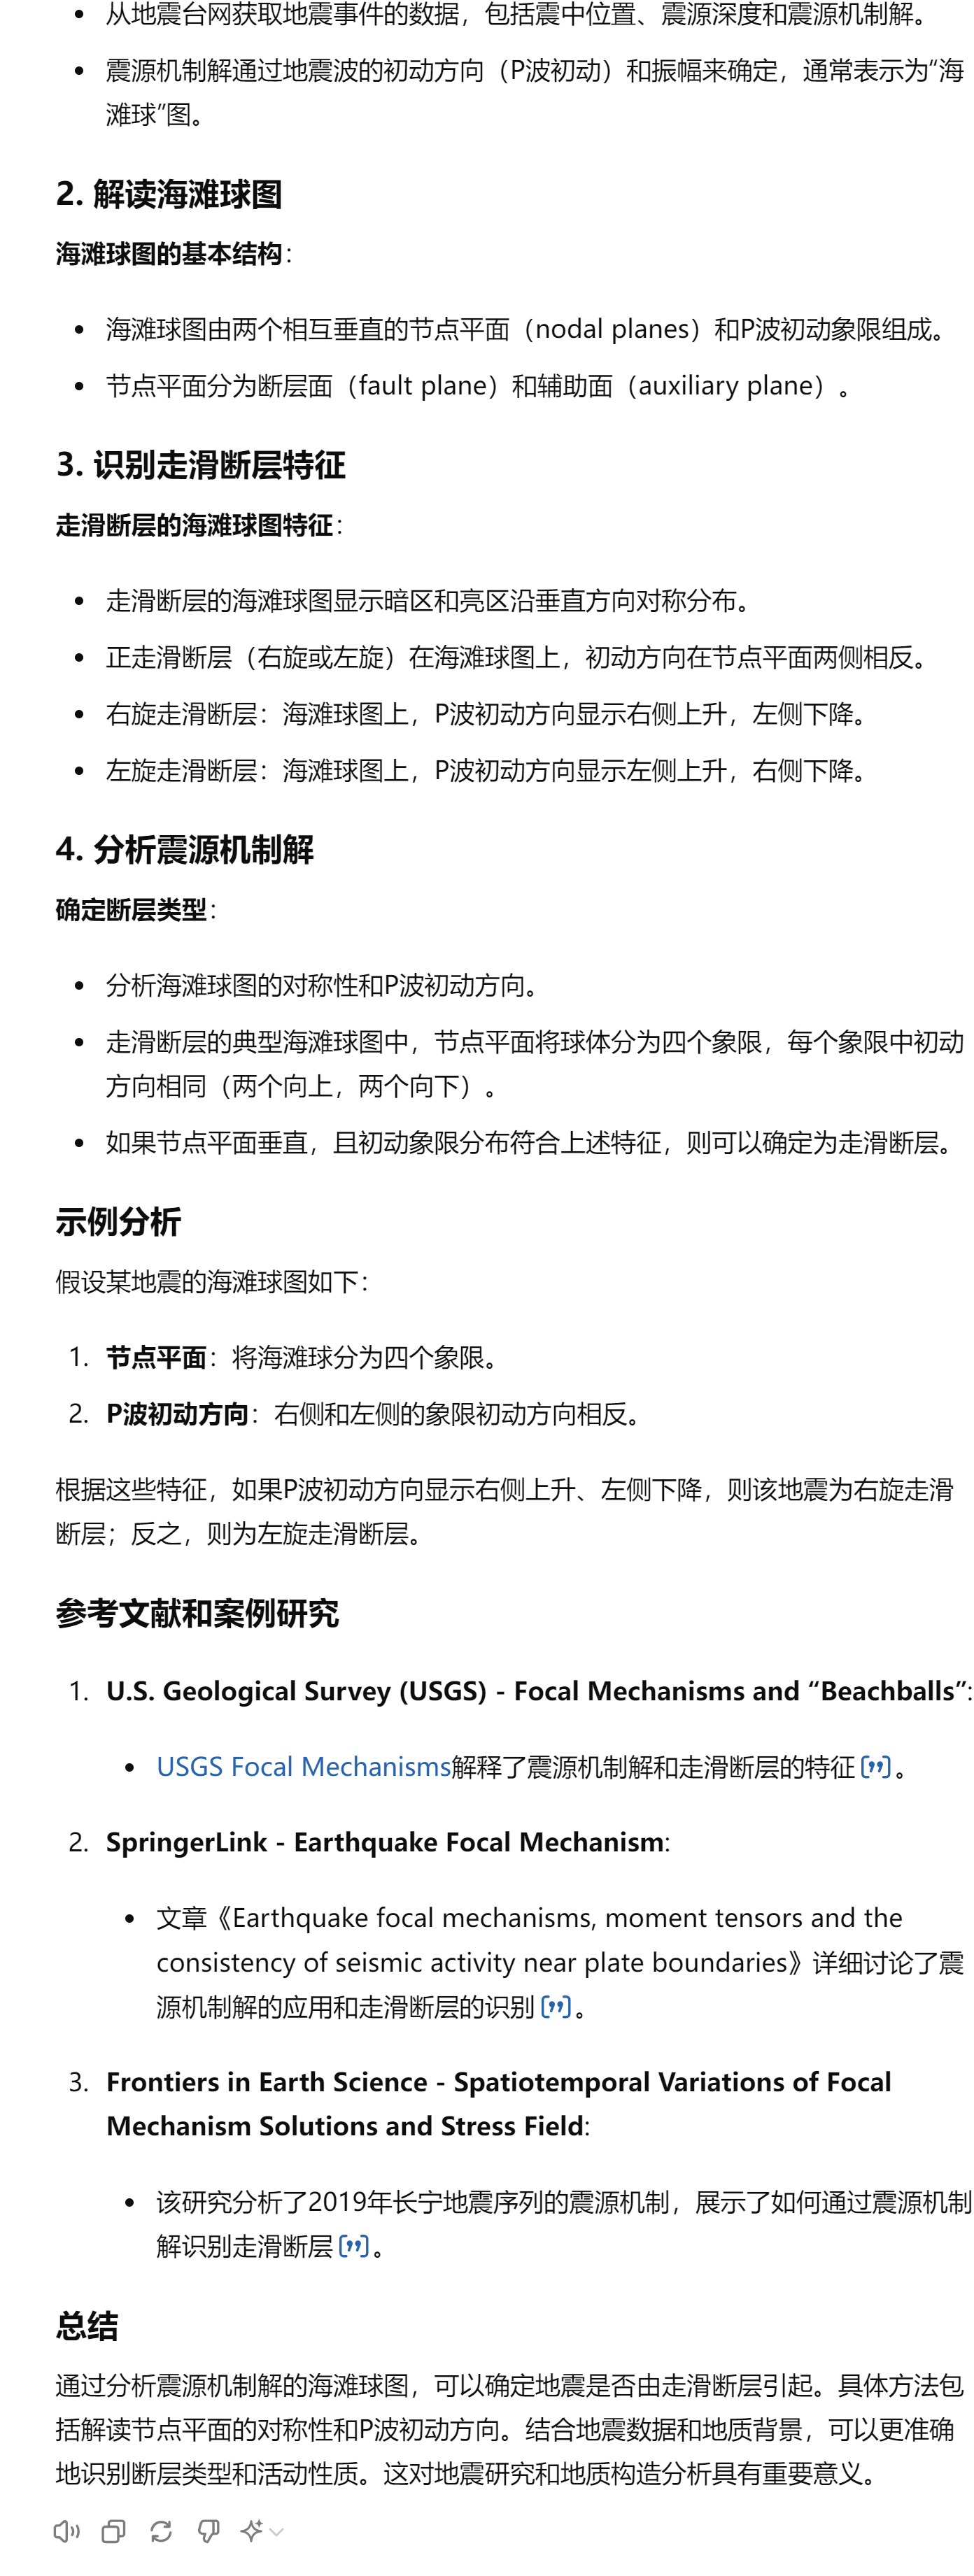 • 从地震台网获取地震事件的数据，包括震中位置、震源深度和震源机制解。
• 震源机制解通过地震波的初动方向（P波初动）和振幅来确定，通常表示为“海
滩球”图。
2. 解读海滩球图
海滩球图的基本结构：
• 海滩球图由两个相互垂直的节点平面（nodal planes）和P波初动象限组成。
• 节点平面分为断层面（fault plane）和辅助面（auxiliary plane）。
3. 识别走滑断层特征
走滑断层的海滩球图特征：
• 走滑断层的海滩球图显示暗区和亮区沿垂直方向对称分布。
• 正走滑断层（右旋或左旋）在海滩球图上，初动方向在节点平面两侧相反。
• 右旋走滑断层：海滩球图上，P波初动方向显示右侧上升，左侧下降。
• 左旋走滑断层：海滩球图上，P波初动方向显示左侧上升，右侧下降。
4. 分析震源机制解
确定断层类型：
• 分析海滩球图的对称性和P波初动方向。
• 走滑断层的典型海滩球图中，节点平面将球体分为四个象限，每个象限中初动
方向相同（两个向上，两个向下）。
• 如果节点平面垂直，且初动象限分布符合上述特征，则可以确定为走滑断层。
示例分析
假设某地震的海滩球图如下：
1. 节点平面：将海滩球分为四个象限。
2. P波初动方向：右侧和左侧的象限初动方向相反。
根据这些特征，如果P波初动方向显示右侧上升、左侧下降，则该地震为右旋走滑
断层；反之，则为左旋走滑断层。
参考文献和案例研究
1. U.S. Geological Survey (USGS) - Focal Mechanisms and “Beachballs”:
• USGS Focal Mechanisms解释了震源机制解和走滑断层的特征 。
2. SpringerLink - Earthquake Focal Mechanism:
• 文章《Earthquake focal mechanisms, moment tensors and the
consistency of seismic activity near plate boundaries》详细讨论了震
源机制解的应用和走滑断层的识别 。
3. Frontiers in Earth Science - Spatiotemporal Variations of Focal
Mechanism Solutions and Stress Field:
• 该研究分析了2019年长宁地震序列的震源机制，展示了如何通过震源机制
解识别走滑断层 。
总结
通过分析震源机制解的海滩球图，可以确定地震是否由走滑断层引起。具体方法包
括解读节点平面的对称性和P波初动方向。结合地震数据和地质背景，可以更准确
地识别断层类型和活动性质。这对地震研究和地质构造分析具有重要意义。